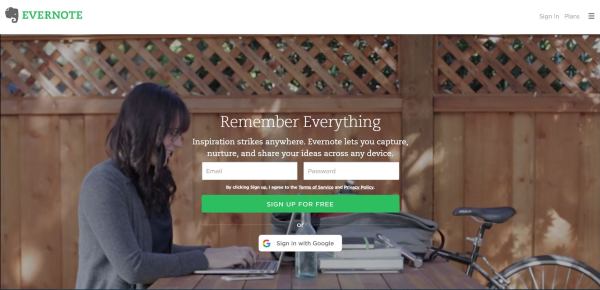 EVERNOTE
Sign In Plans
Remember Everything
Inspiration strikes anywhere. Evernote lets you capture,
nurture, and share your ideas across any device.
Email Password
By clicking Sign up, I agree to the Terms of Service and Privacy Policy.
SIGN UP FOR FREE
or
Sign in with Google